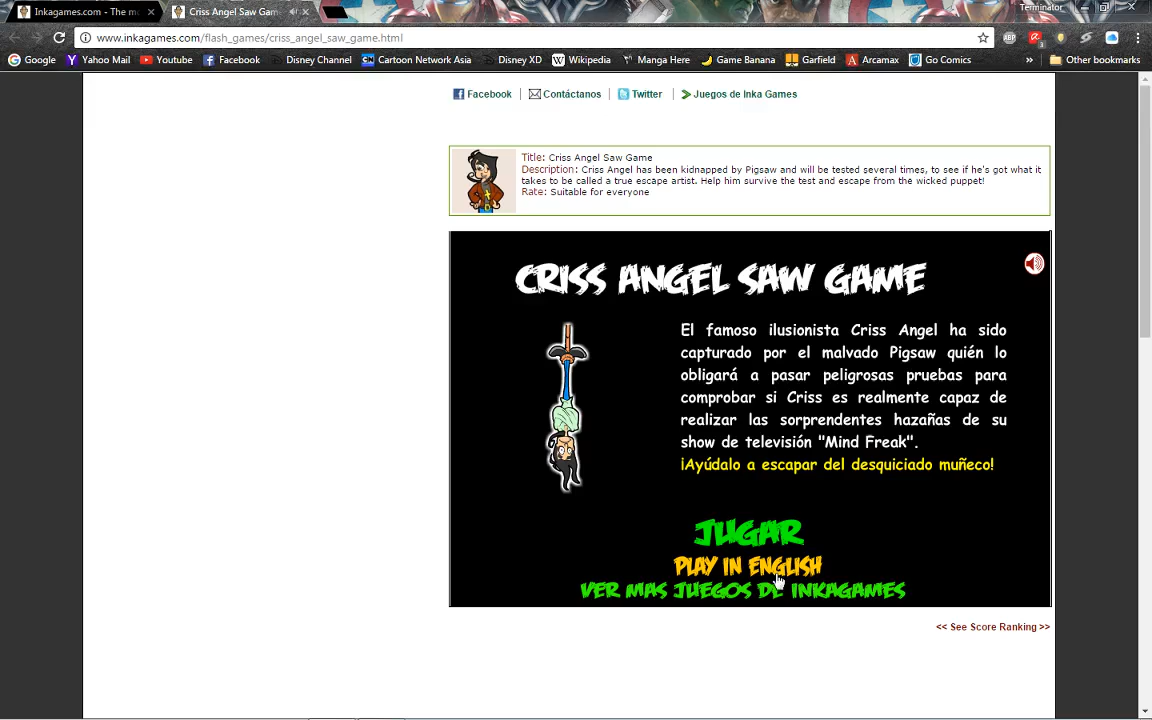 Inkagames.com - The m
Criss Angel Saw Gam
Terminator
www.inkagames.com/flash_games/criss_angel_saw_game.html
ABP
3
Google Yahoo Mail Youtube Facebook Disney Channel Cartoon Network Asia Disney XD Wikipedia Manga Here Game Banana Garfield Arcamax Go Comics » Other bookmarks
Facebook | Contáctanos | Twitter | Juegos de Inka Games
Title: Criss Angel Saw Game
Description: Criss Angel has been kidnapped by Pigsaw and will be tested several times, to see if he's got what it
takes to be called a true escape artist. Help him survive the test and escape from the wicked puppet!
Rate: Suitable for everyone
CRISS ANGEL SAW GAME
El famoso ilusionista Criss Angel ha sido
capturado por el malvado Pigsaw quién lo
obligará a pasar peligrosas pruebas para
comprobar si Criss es realmente capaz de
realizar las sorprendentes hazañas de su
show de televisión "Mind Freak".
¡Ayúdalo a escapar del desquiciado muñeco!
JUGAR
PLAY IN ENGLISH
VER MAS JUEGOS DE INKAGAMES
<< See Score Ranking >>